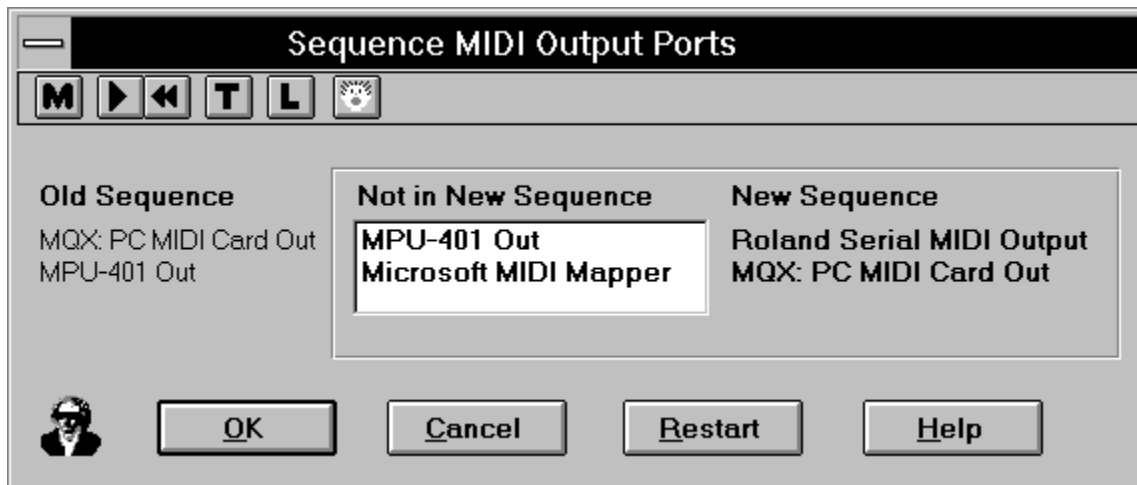 Sequence MIDI Output Ports
M T L
Old Sequence
MQX: PC MIDI Card Out
MPU-401 Out
Not in New Sequence
MPU-401 Out
Microsoft MIDI Mapper
New Sequence
Roland Serial MIDI Output
MQX: PC MIDI Card Out
OK Cancel Restart Help